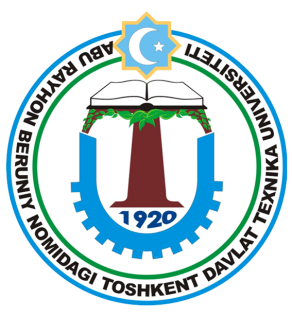 ABU RAYHON BERUNIY NOMIDAGI TOSHKENT DAVLAT TEXNIKA UNIVERSITETI
1920